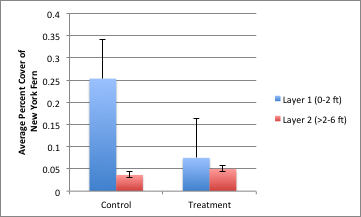 0.4
0.35
0.3
0.25
0.2
0.15
0.1
0.05
0
Average Percent Cover of
New York Fern
Control
Treatment
Layer 1 (0-2 ft)
Layer 2 (>2-6 ft)